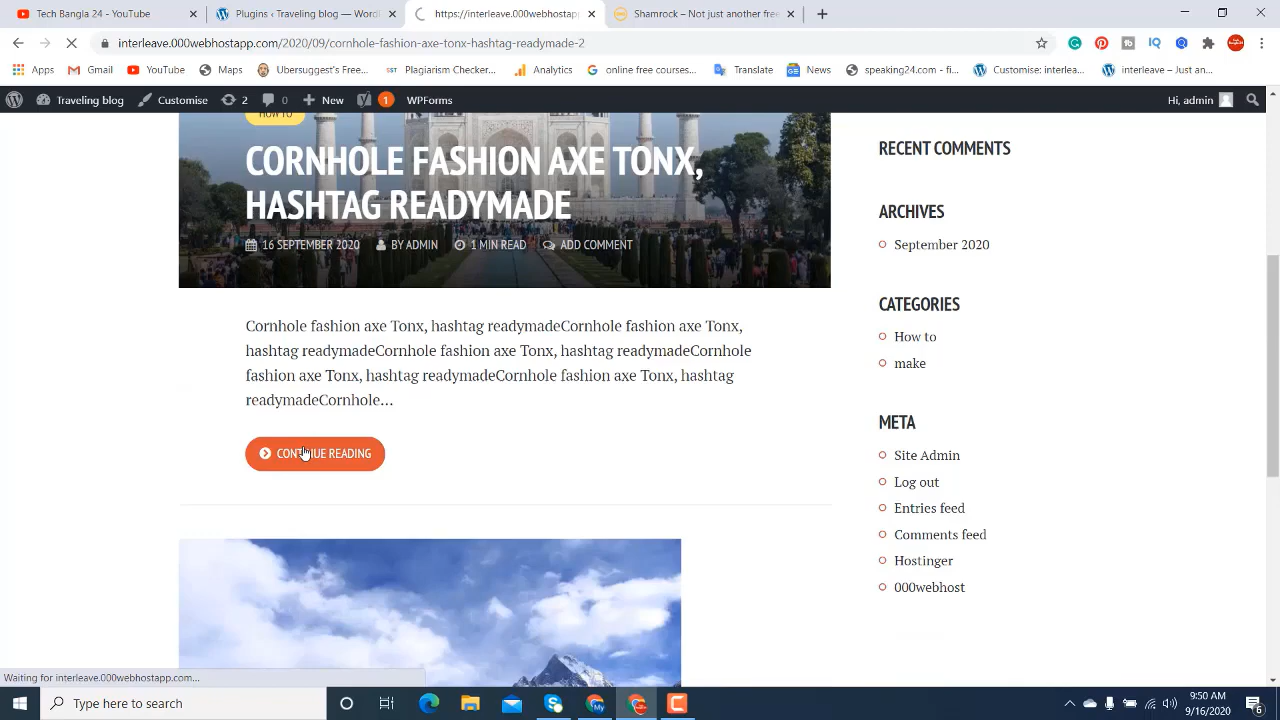 Tech Bangla 24 - YouTube
Plugins ‹ Traveling blog — Wordl
https://interleave.000webhostapp
Shamrock – Not just another free
interleave.000webhostapp.com/2020/09/cornhole-fashion-axe-tonx-hashtag-readymade-2
Apps
Gmail
YouTube
Maps
Ubersuggest's Free...
Plagiarism Checker...
Analytics
online free courses...
Translate
News
speaking24.com - fi...
Customise: interlea...
interleave – Just an...
Traveling blog
Customise
2
0
New
1
WPForms
Hi, admin
HOW TO
CORNHOLE FASHION AXE TONX,
HASHTAG READYMADE
16 SEPTEMBER 2020
BY ADMIN
1 MIN READ
ADD COMMENT
Cornhole fashion axe Tonx, hashtag readymadeCornhole fashion axe Tonx,
hashtag readymadeCornhole fashion axe Tonx, hashtag readymadeCornhole
fashion axe Tonx, hashtag readymadeCornhole fashion axe Tonx, hashtag
readymadeCornhole...
CONTINUE READING
RECENT COMMENTS
ARCHIVES
September 2020
CATEGORIES
How to
make
META
Site Admin
Log out
Entries feed
Comments feed
Hostinger
000webhost
Waiting for interleave.000webhostapp.com...
Type here to search
9:50 AM
9/16/2020
6